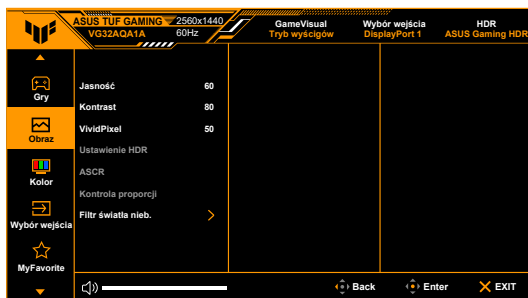 ASUS TUF GAMING 2560x1440
VG32AQA1A 60Hz
GameVisual
Tryb wyścigów
Wybór wejścia
DisplayPort 1
HDR
ASUS Gaming HDR
Gry
Obraz
Kolor
Wybór wejścia
MyFavorite
Jasność 60
Kontrast 80
VividPixel 50
Ustawienie HDR
ASCR
Kontrola proporcji
Filtr światła nieb.
Back
Enter
EXIT